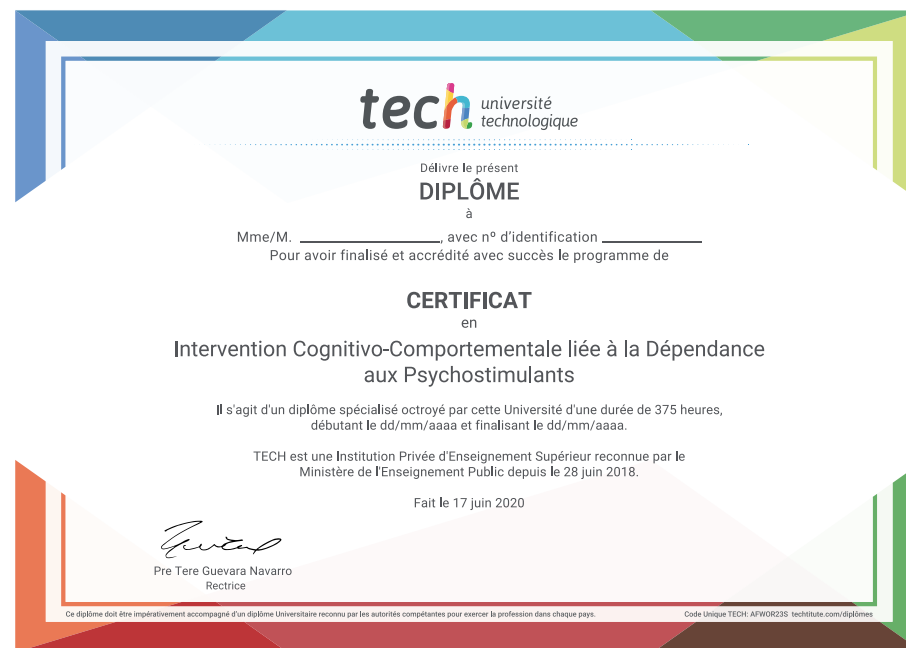 tech université
technologique
Délivre le présent
DIPLÔME
à
Mme/M. ____________________, avec nº d'identification ______________
Pour avoir finalisé et accrédité avec succès le programme de
CERTIFICAT
en
Intervention Cognitivo-Comportementale liée à la Dépendance
aux Psychostimulants
Il s'agit d'un diplôme spécialisé octroyé par cette Université d'une durée de 375 heures,
débutant le dd/mm/aaaa et finalisant le dd/mm/aaaa.
TECH est une Institution Privée d'Enseignement Supérieur reconnue par le
Ministère de l'Enseignement Public depuis le 28 juin 2018.
Fait le 17 juin 2020
Pre Tere Guevara Navarro
Rectrice
Ce diplôme doit être impérativement accompagné d'un diplôme Universitaire reconnu par les autorités compétentes pour exercer la profession dans chaque pays.
Code Unique TECH: AFWOR23S techtitute.com/diplômes